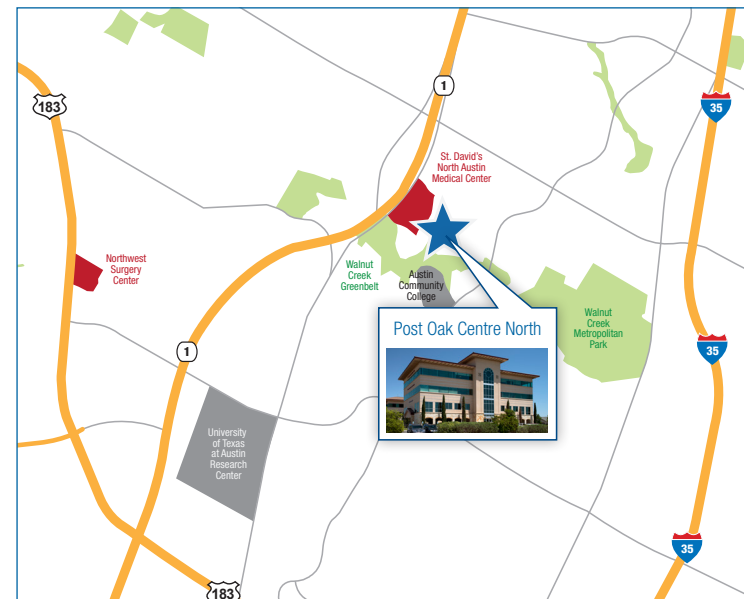 183
1
35
St. David's
North Austin
Medical Center
Northwest
Surgery
Center
Walnut
Creek
Greenbelt
Austin
Community
College
Walnut
Creek
Metropolitan
Park
Post Oak Centre North
1
35
University
of Texas
at Austin
Research
Center
35
183